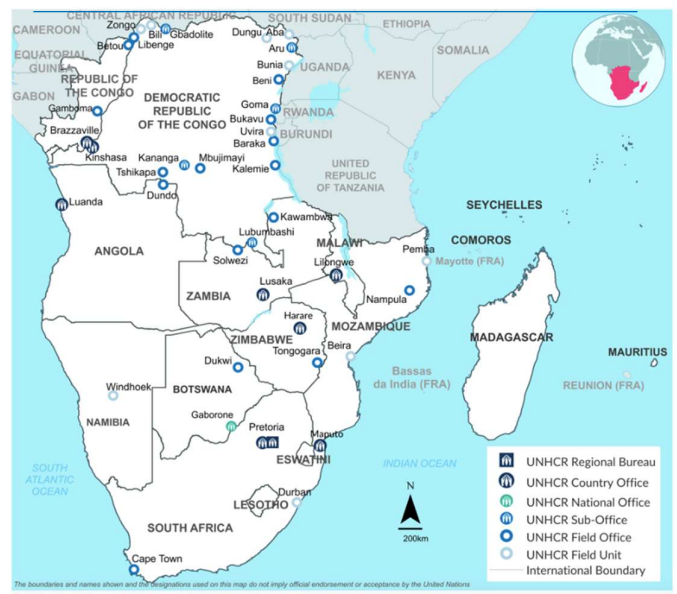 CENTRAL AFRICAN REPUBLIC
SOUTH SUDAN
ETHIOPIA
CAMEROON
Zongo
Bili
Gbadolite
Dungu
Aba
Betou
Libenge
Aru
SOMALIA
EQUATORIAL
GUINEA
Bunia
UGANDA
REPUBLIC OF
THE CONGO
Beni
KENYA
GABON
DEMOCRATIC
REPUBLIC
OF THE CONGO
Gamboma
Goma
RWANDA
Bukavu
Brazzaville
Uvira
BURUNDI
Baraka
Kinshasa
Kananga
Mbujimayi
Tshikapa
Kalemie
UNITED
REPUBLIC OF
OF TANZANIA
Dundo
Luanda
SEYCHELLES
Kawambwa
Lubumbashi
MALAWI
COMOROS
Pemba
ANGOLA
Solwezi
Lilongwe
Mayotte (FRA)
Lusaka
ZAMBIA
Nampula
Harare
MOZAMBIQUE
ZIMBABWE
MADAGASCAR
Tongogara
Beira
MAURITIUS
Dukwi
Bassas
da India (FRA)
REUNION (FRA)
Windhoek
BOTSWANA
Gaborone
NAMIBIA
Pretoria
Maputo
ESWATINI
SOUTH
ATLANTIC
OCEAN
INDIAN OCEAN
Durban
LESOTHO
N
SOUTH AFRICA
200km
Cape Town
UNHCR Regional Bureau
UNHCR Country Office
UNHCR National Office
UNHCR Sub-Office
UNHCR Field Office
UNHCR Field Unit
International Boundary
The boundaries and names shown and the designations used on this map do not imply official endorsement or acceptance by the United Nations